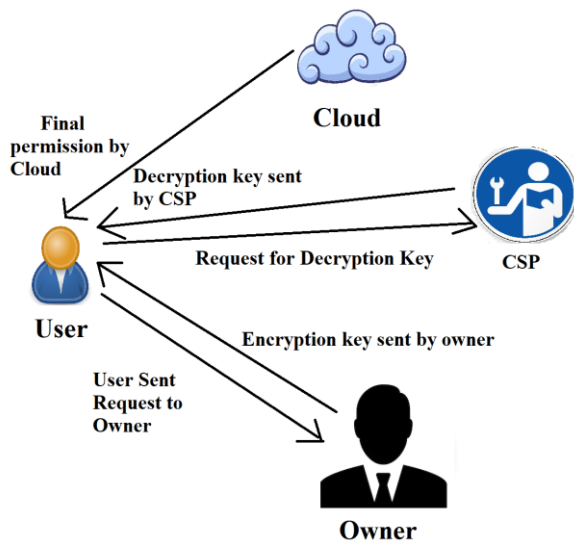 Cloud
Final
permission by
Cloud
Decryption key sent
by CSP
Request for Decryption Key
CSP
User
Encryption key sent by owner
User Sent
Request to
Owner
Owner